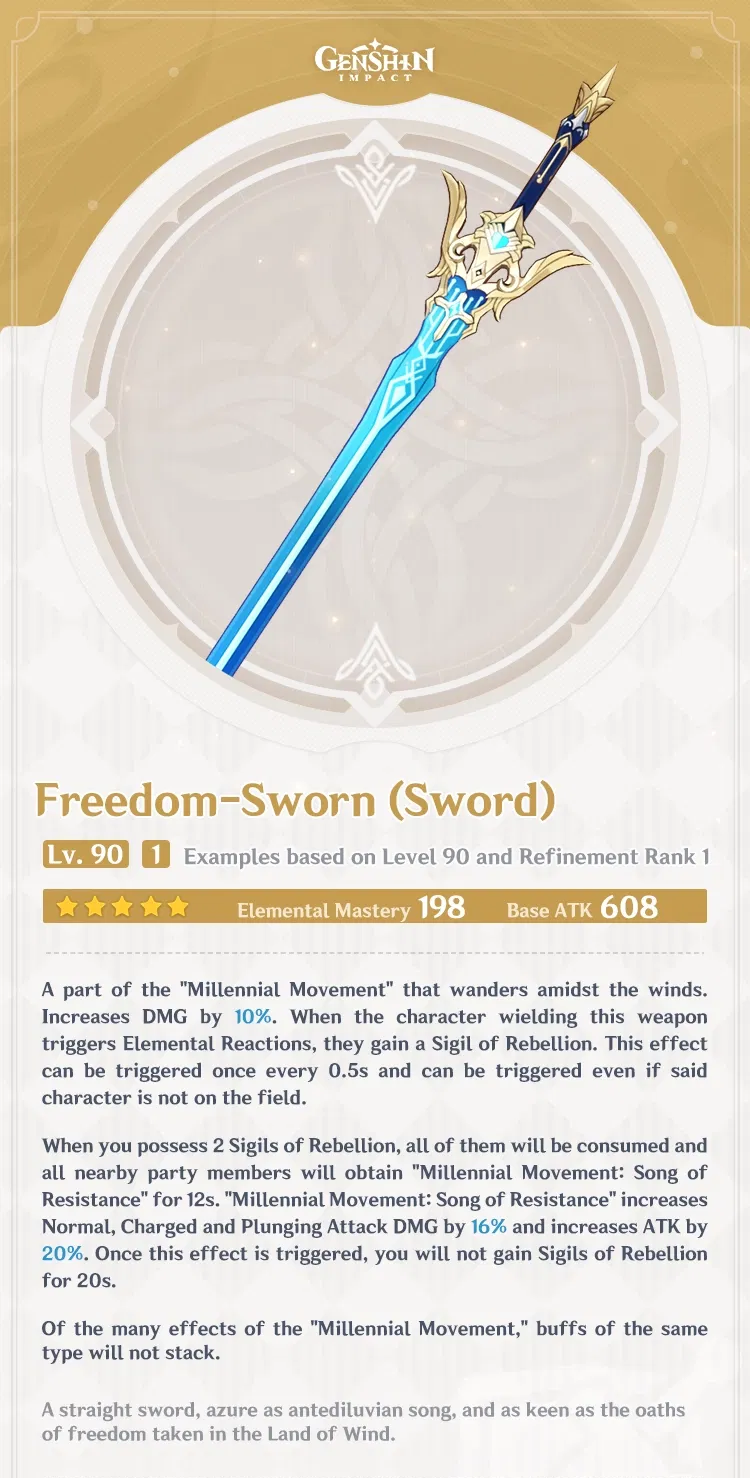 GENSHIN
IMPACT
Freedom-Sworn (Sword)
Lv. 90 1 Examples based on Level 90 and Refinement Rank 1
Elemental Mastery 198 Base ATK 608
A part of the "Millennial Movement" that wanders amidst the winds.
Increases DMG by 10%. When the character wielding this weapon
triggers Elemental Reactions, they gain a Sigil of Rebellion. This effect
can be triggered once every 0.5s and can be triggered even if said
character is not on the field.
When you possess 2 Sigils of Rebellion, all of them will be consumed and
all nearby party members will obtain "Millennial Movement: Song of
Resistance" for 12s. "Millennial Movement: Song of Resistance" increases
Normal, Charged and Plunging Attack DMG by 16% and increases ATK by
20%. Once this effect is triggered, you will not gain Sigils of Rebellion
for 20s.
Of the many effects of the "Millennial Movement," buffs of the same
type will not stack.
A straight sword, azure as antediluvian song, and as keen as the oaths
of freedom taken in the Land of Wind.